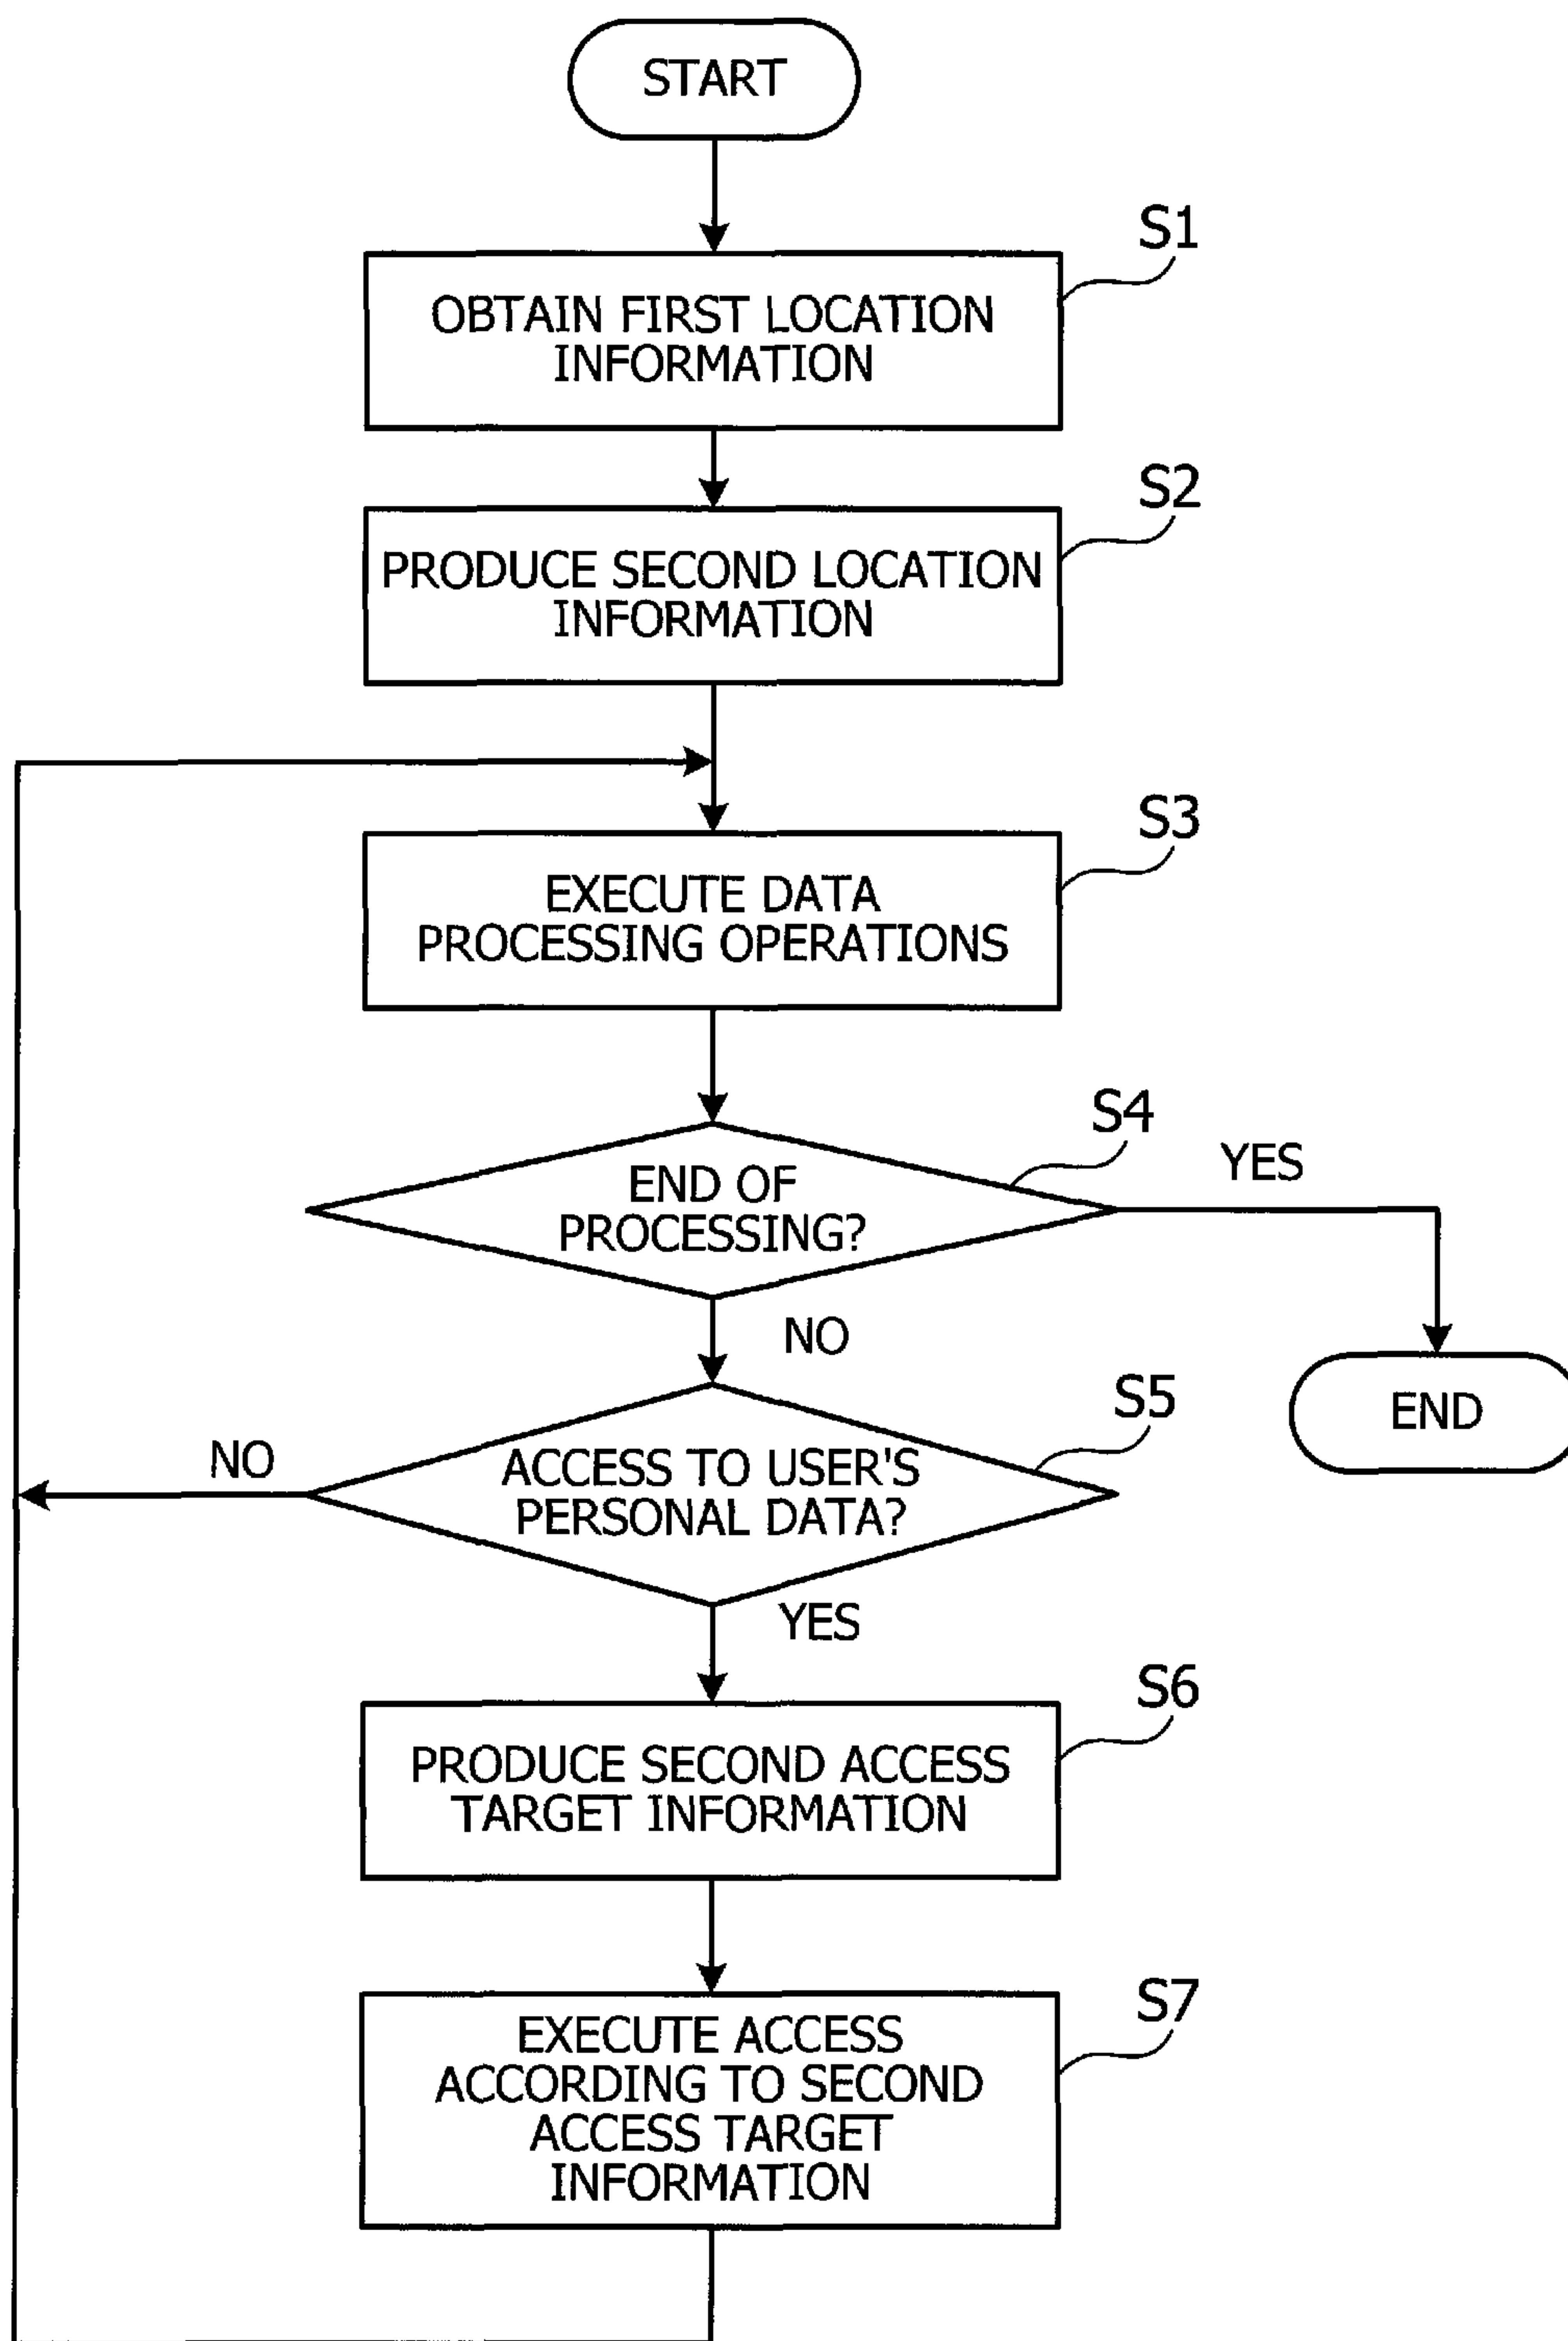 START
S1
OBTAIN FIRST LOCATION
INFORMATION
S2
PRODUCE SECOND LOCATION
INFORMATION
S3
EXECUTE DATA
PROCESSING OPERATIONS
S4
YES
END OF
PROCESSING?
NO
END
S5
NO
ACCESS TO USER'S
PERSONAL DATA?
YES
S6
PRODUCE SECOND ACCESS
TARGET INFORMATION
S7
EXECUTE ACCESS
ACCORDING TO SECOND
ACCESS TARGET
INFORMATION